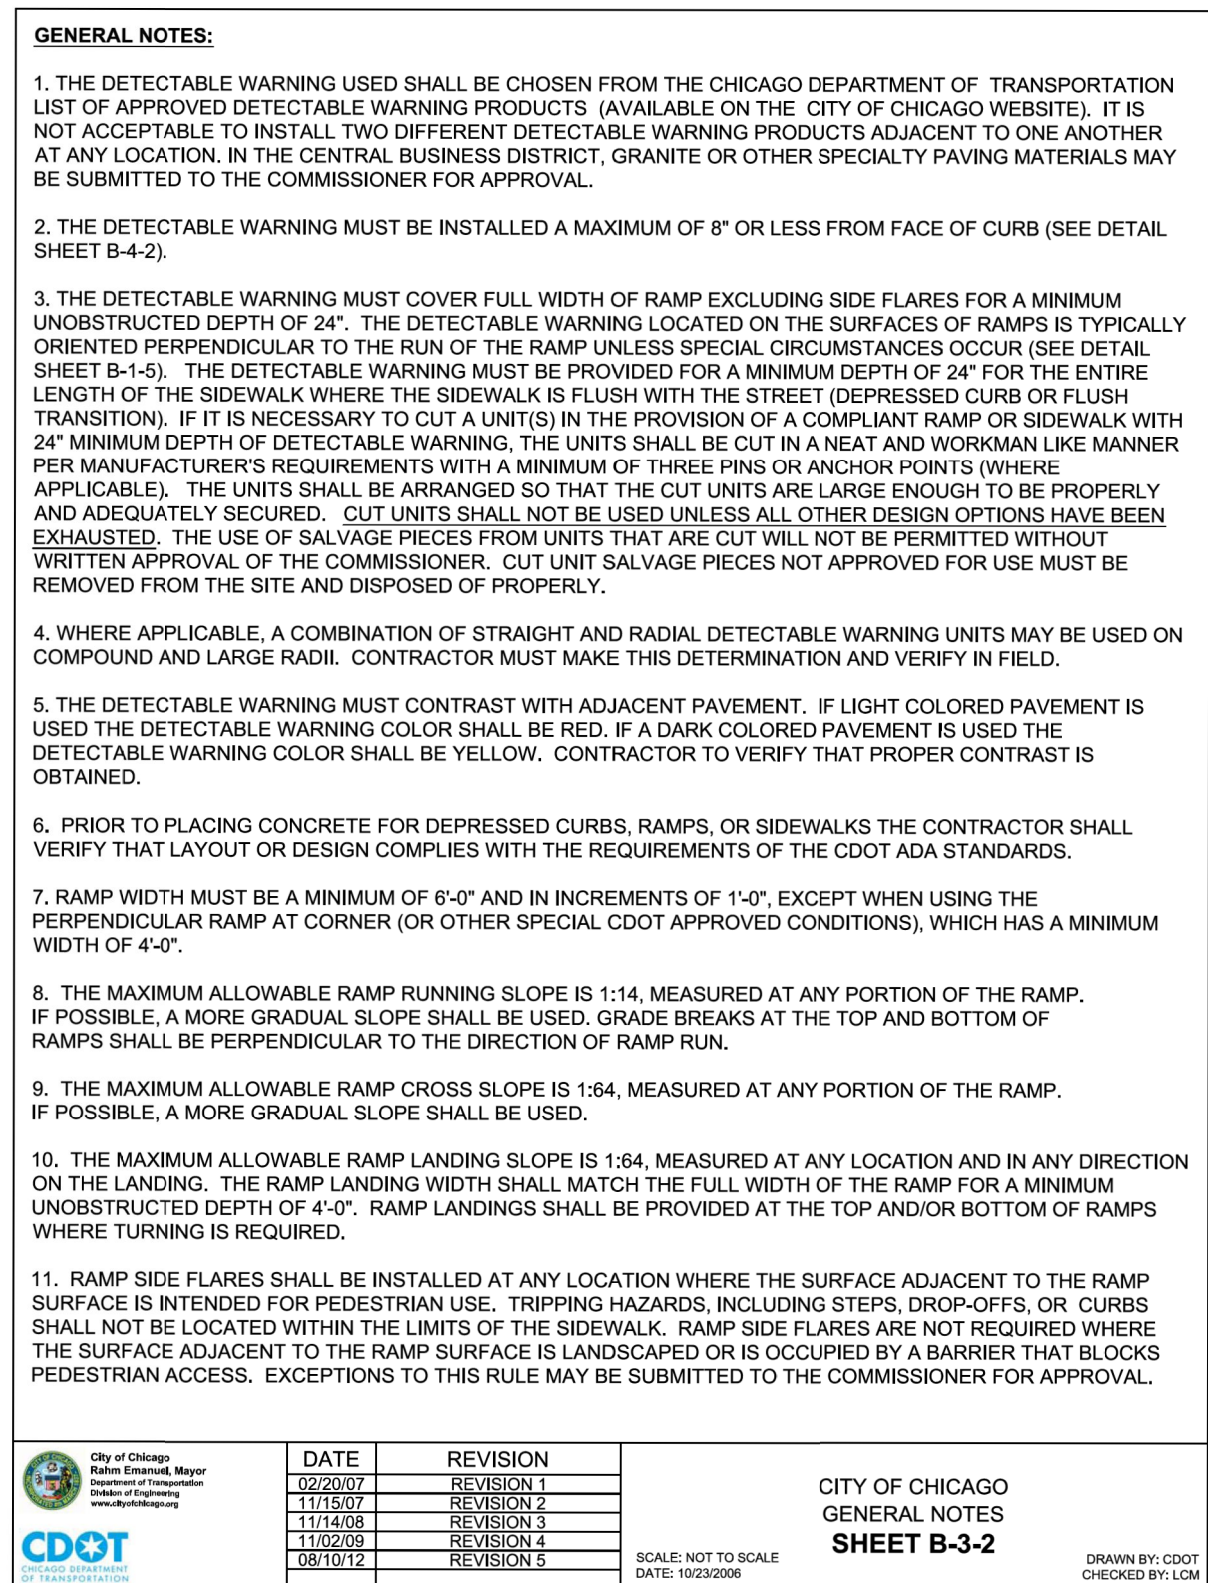 GENERAL NOTES:
1. THE DETECTABLE WARNING USED SHALL BE CHOSEN FROM THE CHICAGO DEPARTMENT OF TRANSPORTATION
LIST OF APPROVED DETECTABLE WARNING PRODUCTS (AVAILABLE ON THE CITY OF CHICAGO WEBSITE). IT IS
NOT ACCEPTABLE TO INSTALL TWO DIFFERENT DETECTABLE WARNING PRODUCTS ADJACENT TO ONE ANOTHER
AT ANY LOCATION. IN THE CENTRAL BUSINESS DISTRICT, GRANITE OR OTHER SPECIALTY PAVING MATERIALS MAY
BE SUBMITTED TO THE COMMISSIONER FOR APPROVAL.
2. THE DETECTABLE WARNING MUST BE INSTALLED A MAXIMUM OF 8" OR LESS FROM FACE OF CURB (SEE DETAIL
SHEET B-4-2).
3. THE DETECTABLE WARNING MUST COVER FULL WIDTH OF RAMP EXCLUDING SIDE FLARES FOR A MINIMUM
UNOBSTRUCTED DEPTH OF 24". THE DETECTABLE WARNING LOCATED ON THE SURFACES OF RAMPS IS TYPICALLY
ORIENTED PERPENDICULAR TO THE RUN OF THE RAMP UNLESS SPECIAL CIRCUMSTANCES OCCUR (SEE DETAIL
SHEET B-1-5). THE DETECTABLE WARNING MUST BE PROVIDED FOR A MINIMUM DEPTH OF 24" FOR THE ENTIRE
LENGTH OF THE SIDEWALK WHERE THE SIDEWALK IS FLUSH WITH THE STREET (DEPRESSED CURB OR FLUSH
TRANSITION). IF IT IS NECESSARY TO CUT A UNIT(S) IN THE PROVISION OF A COMPLIANT RAMP OR SIDEWALK WITH
24" MINIMUM DEPTH OF DETECTABLE WARNING, THE UNITS SHALL BE CUT IN A NEAT AND WORKMAN LIKE MANNER
PER MANUFACTURER'S REQUIREMENTS WITH A MINIMUM OF THREE PINS OR ANCHOR POINTS (WHERE
APPLICABLE). THE UNITS SHALL BE ARRANGED SO THAT THE CUT UNITS ARE LARGE ENOUGH TO BE PROPERLY
AND ADEQUATELY SECURED. CUT UNITS SHALL NOT BE USED UNLESS ALL OTHER DESIGN OPTIONS HAVE BEEN
EXHAUSTED. THE USE OF SALVAGE PIECES FROM UNITS THAT ARE CUT WILL NOT BE PERMITTED WITHOUT
WRITTEN APPROVAL OF THE COMMISSIONER. CUT UNIT SALVAGE PIECES NOT APPROVED FOR USE MUST BE
REMOVED FROM THE SITE AND DISPOSED OF PROPERLY.
4. WHERE APPLICABLE, A COMBINATION OF STRAIGHT AND RADIAL DETECTABLE WARNING UNITS MAY BE USED ON
COMPOUND AND LARGE RADII. CONTRACTOR MUST MAKE THIS DETERMINATION AND VERIFY IN FIELD.
5. THE DETECTABLE WARNING MUST CONTRAST WITH ADJACENT PAVEMENT. IF LIGHT COLORED PAVEMENT IS
USED THE DETECTABLE WARNING COLOR SHALL BE RED. IF A DARK COLORED PAVEMENT IS USED THE
DETECTABLE WARNING COLOR SHALL BE YELLOW. CONTRACTOR TO VERIFY THAT PROPER CONTRAST IS
OBTAINED.
6. PRIOR TO PLACING CONCRETE FOR DEPRESSED CURBS, RAMPS, OR SIDEWALKS THE CONTRACTOR SHALL
VERIFY THAT LAYOUT OR DESIGN COMPLIES WITH THE REQUIREMENTS OF THE CDOT ADA STANDARDS.
7. RAMP WIDTH MUST BE A MINIMUM OF 6'-0" AND IN INCREMENTS OF 1'-0", EXCEPT WHEN USING THE
PERPENDICULAR RAMP AT CORNER (OR OTHER SPECIAL CDOT APPROVED CONDITIONS), WHICH HAS A MINIMUM
WIDTH OF 4'-0".
8. THE MAXIMUM ALLOWABLE RAMP RUNNING SLOPE IS 1:14, MEASURED AT ANY PORTION OF THE RAMP.
IF POSSIBLE, A MORE GRADUAL SLOPE SHALL BE USED. GRADE BREAKS AT THE TOP AND BOTTOM OF
RAMPS SHALL BE PERPENDICULAR TO THE DIRECTION OF RAMP RUN.
9. THE MAXIMUM ALLOWABLE RAMP CROSS SLOPE IS 1:64, MEASURED AT ANY PORTION OF THE RAMP.
IF POSSIBLE, A MORE GRADUAL SLOPE SHALL BE USED.
10. THE MAXIMUM ALLOWABLE RAMP LANDING SLOPE IS 1:64, MEASURED AT ANY LOCATION AND IN ANY DIRECTION
ON THE LANDING. THE RAMP LANDING WIDTH SHALL MATCH THE FULL WIDTH OF THE RAMP FOR A MINIMUM
UNOBSTRUCTED DEPTH OF 4'-0". RAMP LANDINGS SHALL BE PROVIDED AT THE TOP AND/OR BOTTOM OF RAMPS
WHERE TURNING IS REQUIRED.
11. RAMP SIDE FLARES SHALL BE INSTALLED AT ANY LOCATION WHERE THE SURFACE ADJACENT TO THE RAMP
SURFACE IS INTENDED FOR PEDESTRIAN USE. TRIPPING HAZARDS, INCLUDING STEPS, DROP-OFFS, OR CURBS
SHALL NOT BE LOCATED WITHIN THE LIMITS OF THE SIDEWALK. RAMP SIDE FLARES ARE NOT REQUIRED WHERE
THE SURFACE ADJACENT TO THE RAMP SURFACE IS LANDSCAPED OR IS OCCUPIED BY A BARRIER THAT BLOCKS
PEDESTRIAN ACCESS. EXCEPTIONS TO THIS RULE MAY BE SUBMITTED TO THE COMMISSIONER FOR APPROVAL.
City of Chicago
Rahm Emanuel, Mayor
Department of Transportation
Division of Engineering
www.cityofchicago.org
CDOT
CHICAGO DEPARTMENT
OF TRANSPORTATION
DATE REVISION
02/20/07 REVISION 1
11/15/07 REVISION 2
11/14/08 REVISION 3
11/02/09 REVISION 4
08/10/12 REVISION 5
SCALE: NOT TO SCALE
DATE: 10/23/2006
CITY OF CHICAGO
GENERAL NOTES
SHEET B-3-2
DRAWN BY: CDOT
CHECKED BY: LCM